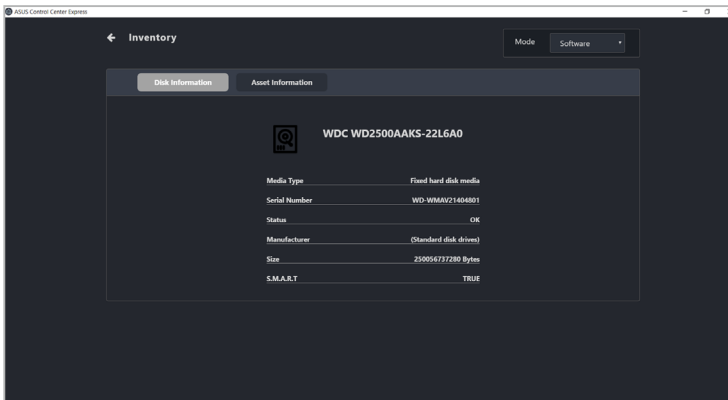 ASUS Control Center Express
Inventory
Mode Software
Disk Information Asset Information
WDC WD2500AAKS-22L6A0
Media Type Fixed hard disk media
Serial Number WD-WMAV21404801
Status OK
Manufacturer (Standard disk drives)
Size 250056737280 Bytes
S.M.A.R.T TRUE